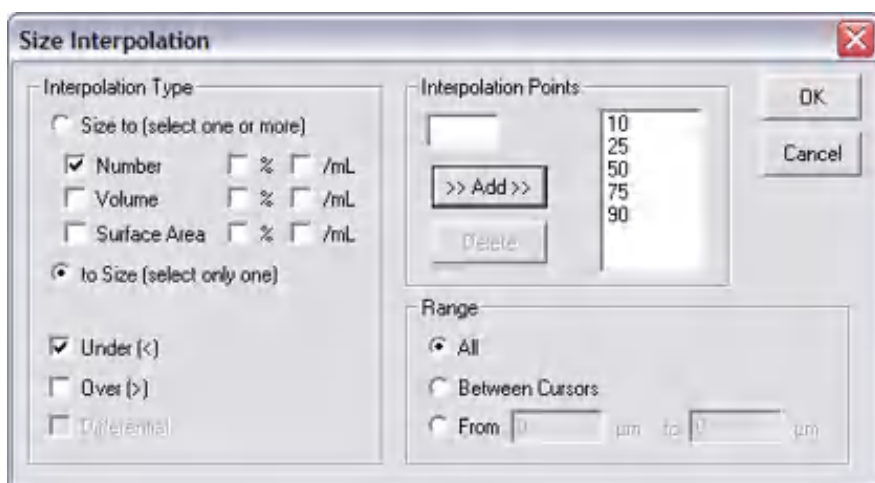 Size Interpolation
Interpolation Type
Size to (select one or more)
Number % /mL
Volume % /mL
Surface Area % /mL
to Size (select only one)
Under (<)
Over (>)
Differential
Interpolation Points
>> Add >>
Delete
10
25
50
75
90
OK
Cancel
Range
All
Between Cursors
From 0 µm to 0 µm